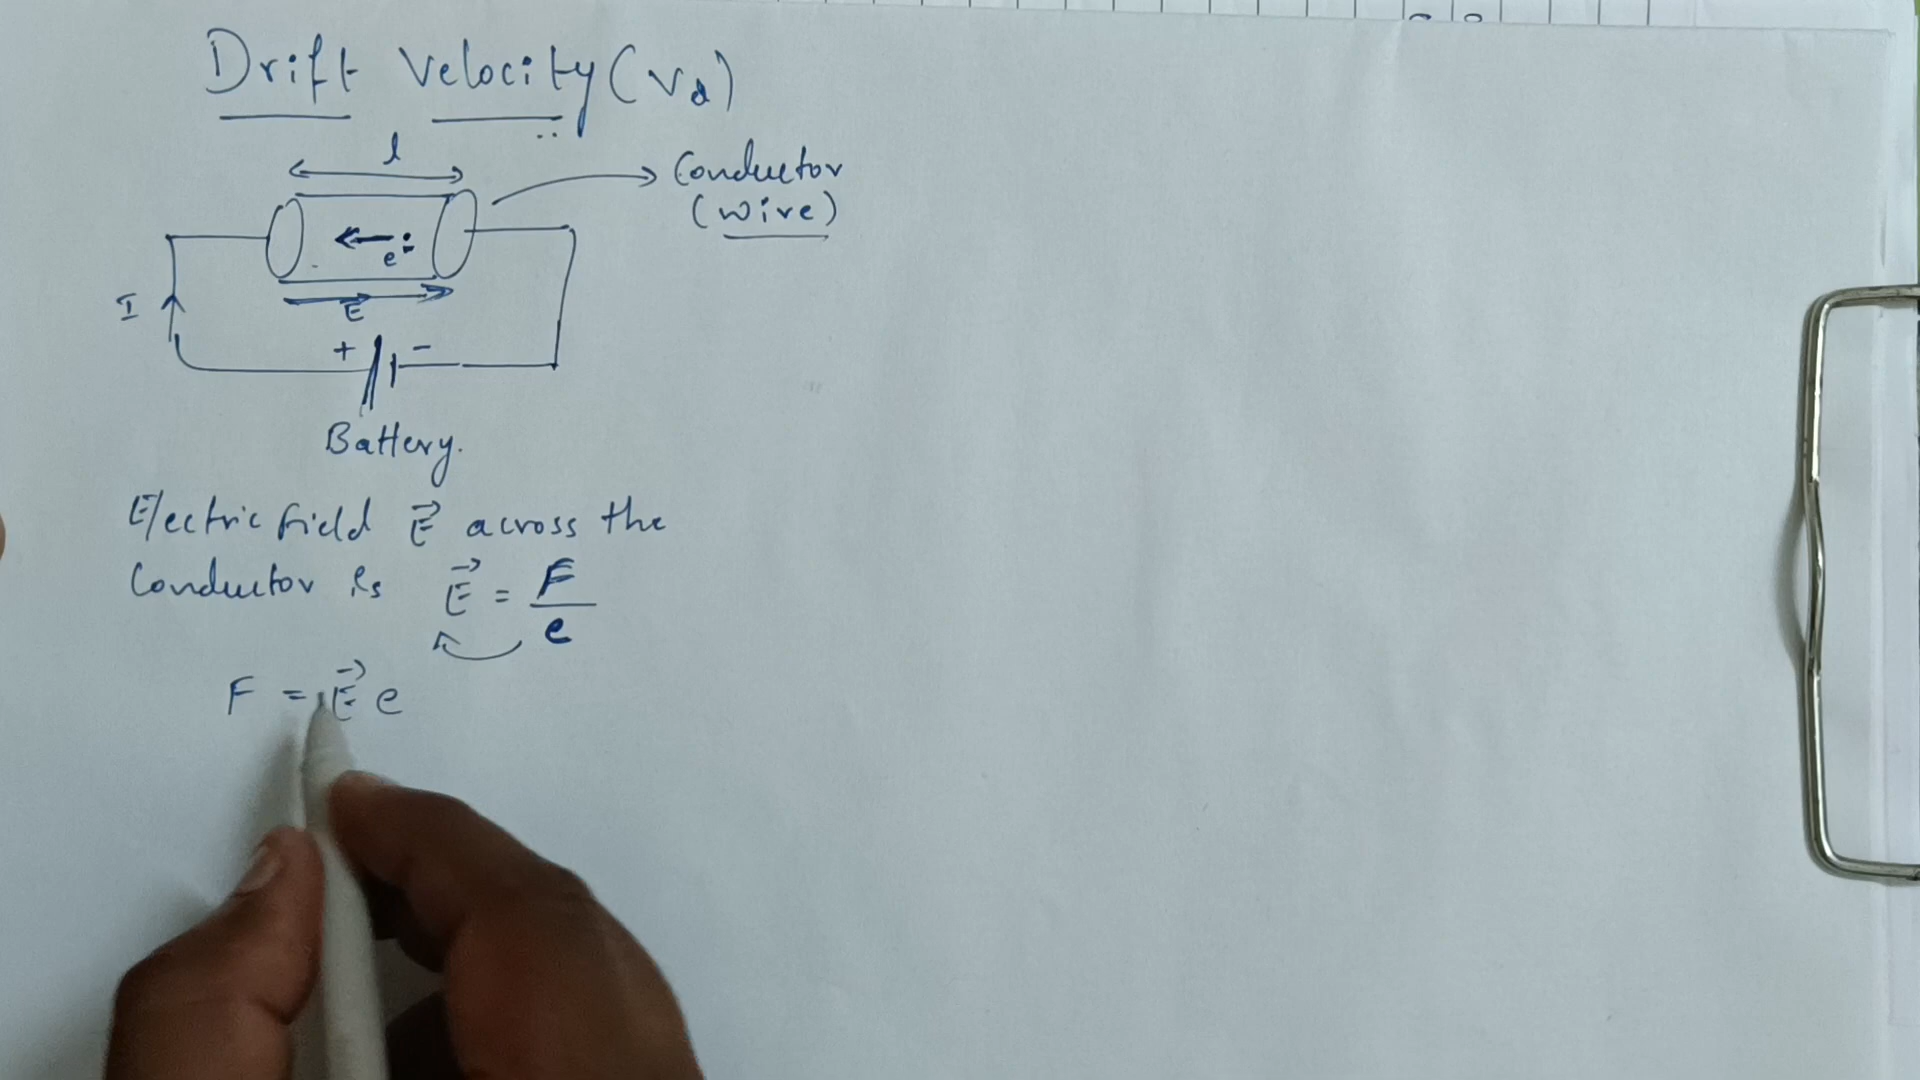 Drift Velocity (Vd)
l
Conductor
(wire)
e
I
E
+ -
Battery.
Electric field E⃗ across the
Conductor is E⃗ = F/e
F = E⃗ e